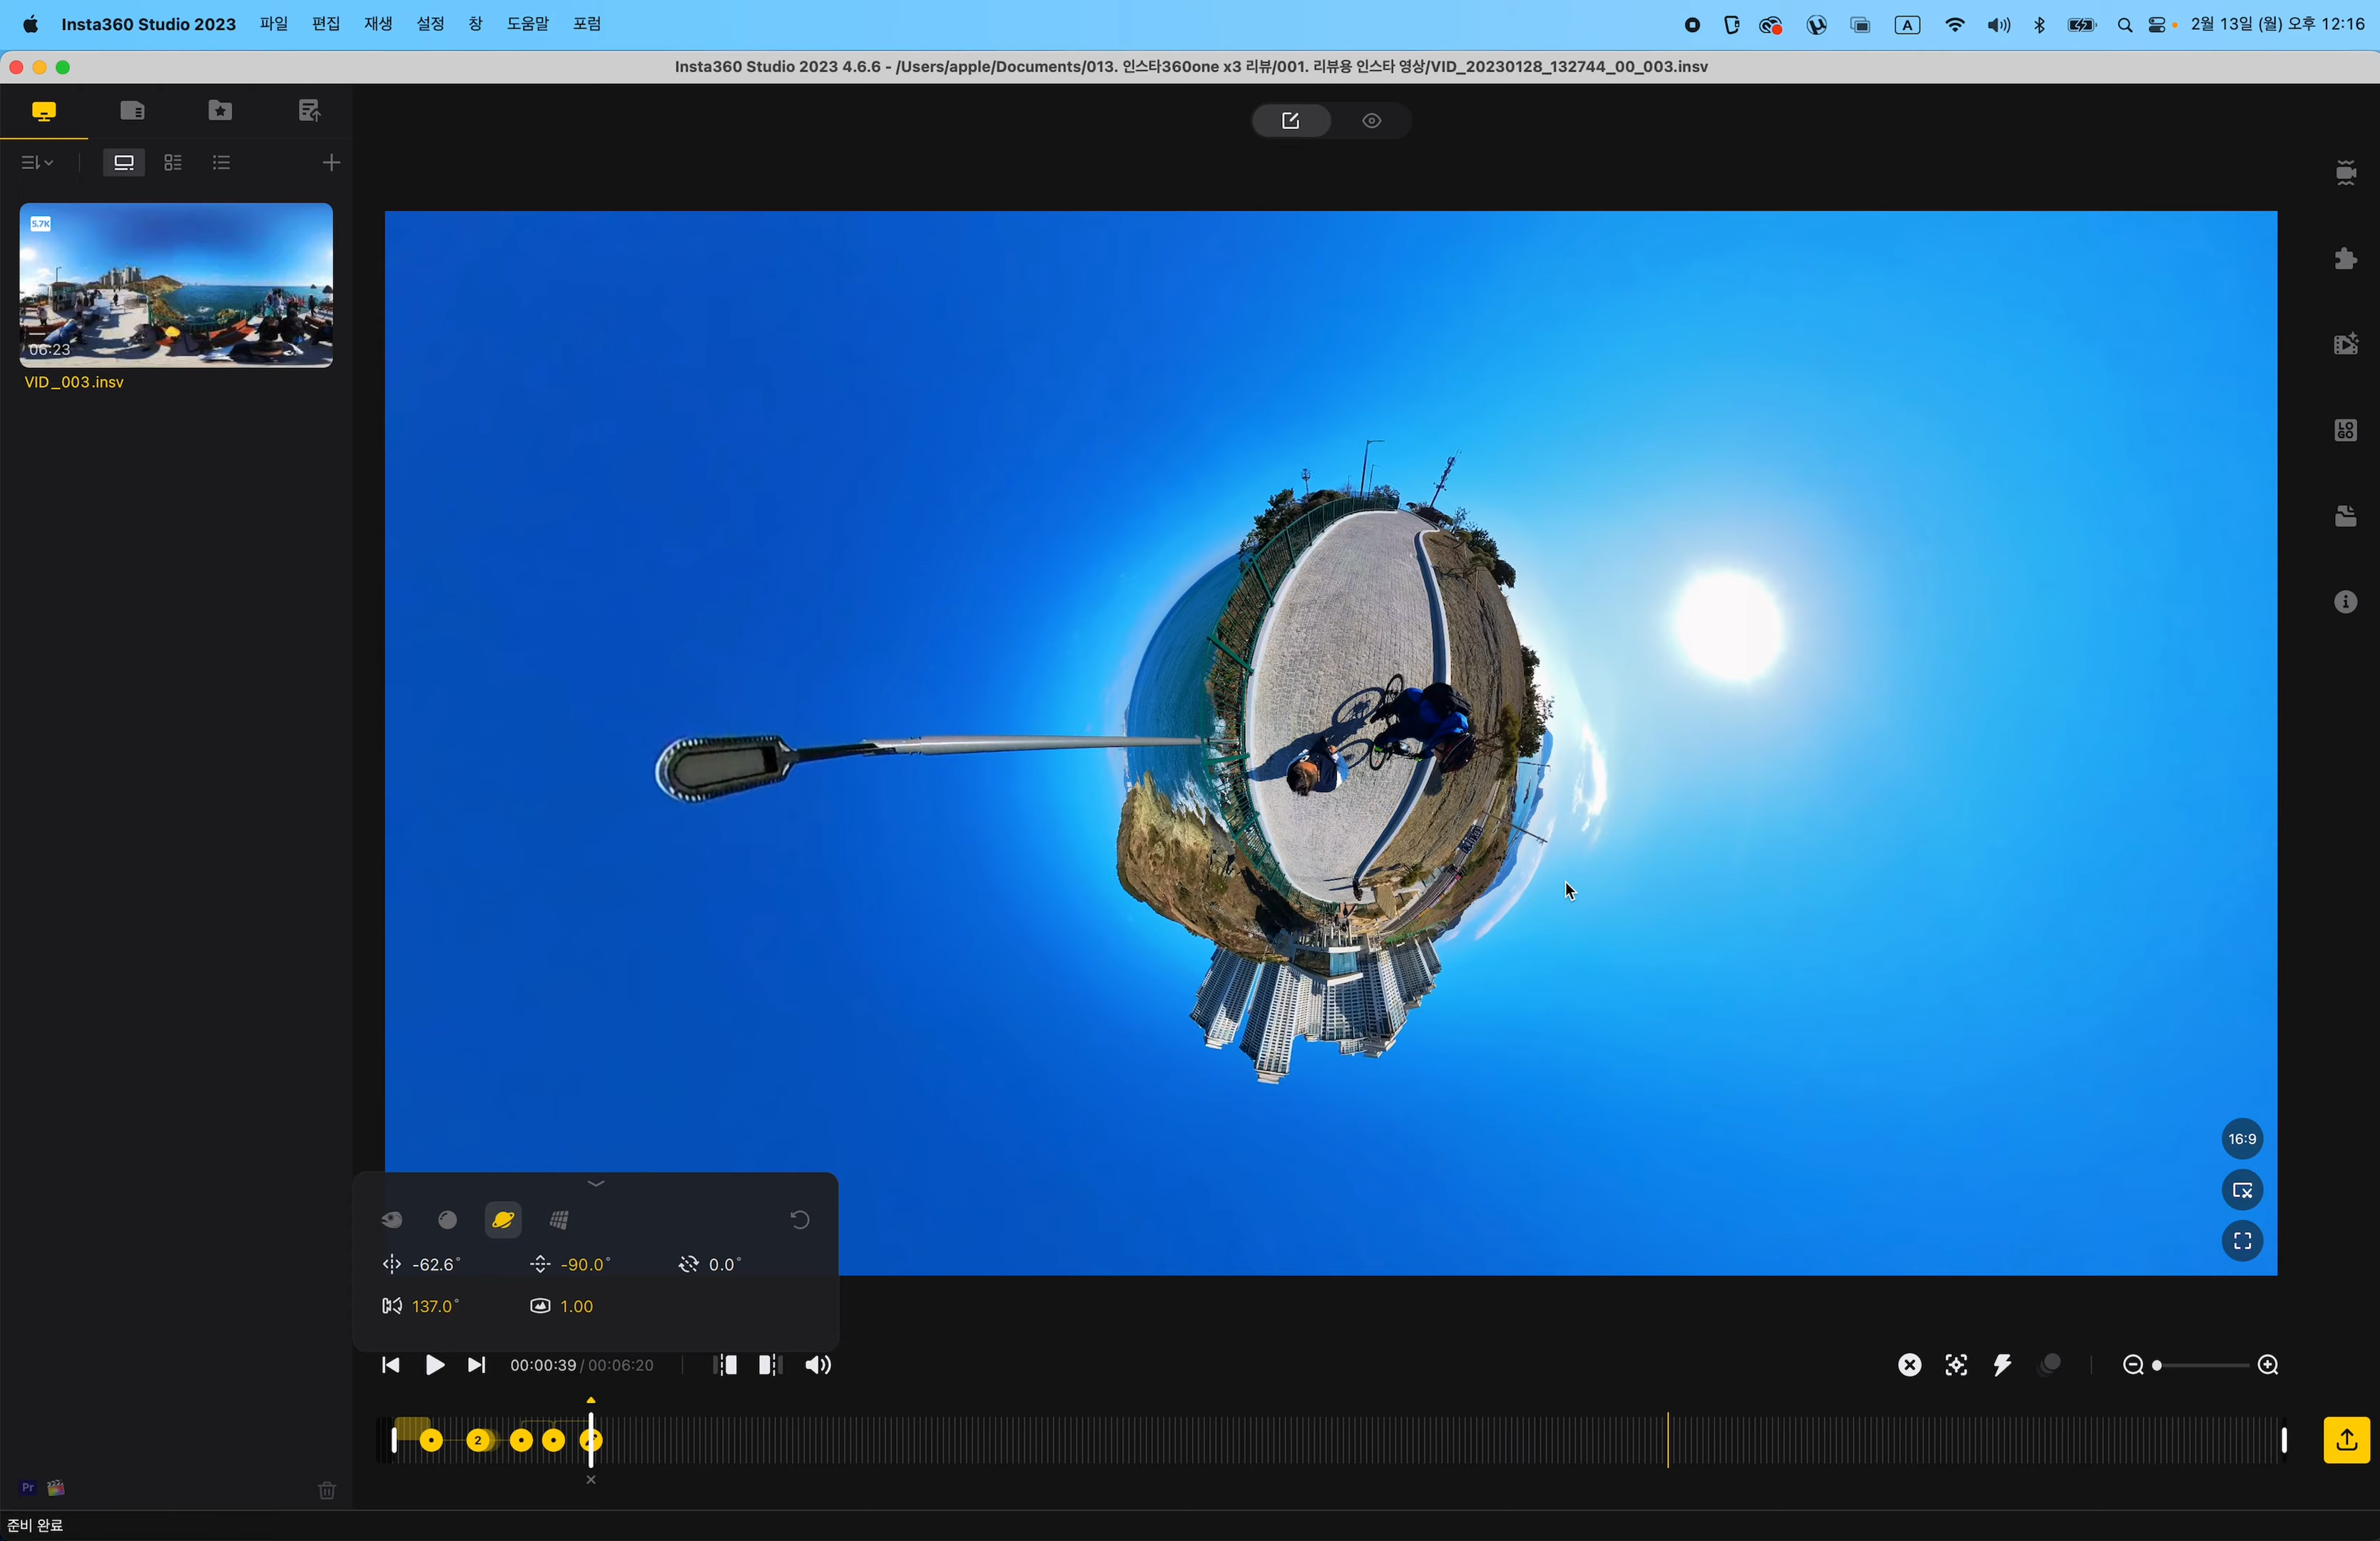 Insta360 Studio 2023 파일 편집 재생 설정 창 도움말 포럼 A 2월 13일 (월) 오후 12:16
Insta360 Studio 2023 4.6.6 - /Users/apple/Documents/013. 인스타360one x3 리뷰/001. 리뷰용 인스타 영상/VID_20230128_132744_00_003.insv
5.7K
06:23
VID_003.insv
LOGO
16:9
-62.6° -90.0° 0.0°
137.0° 1.00
00:00:39 / 00:06:20
2
Pr
준비 완료